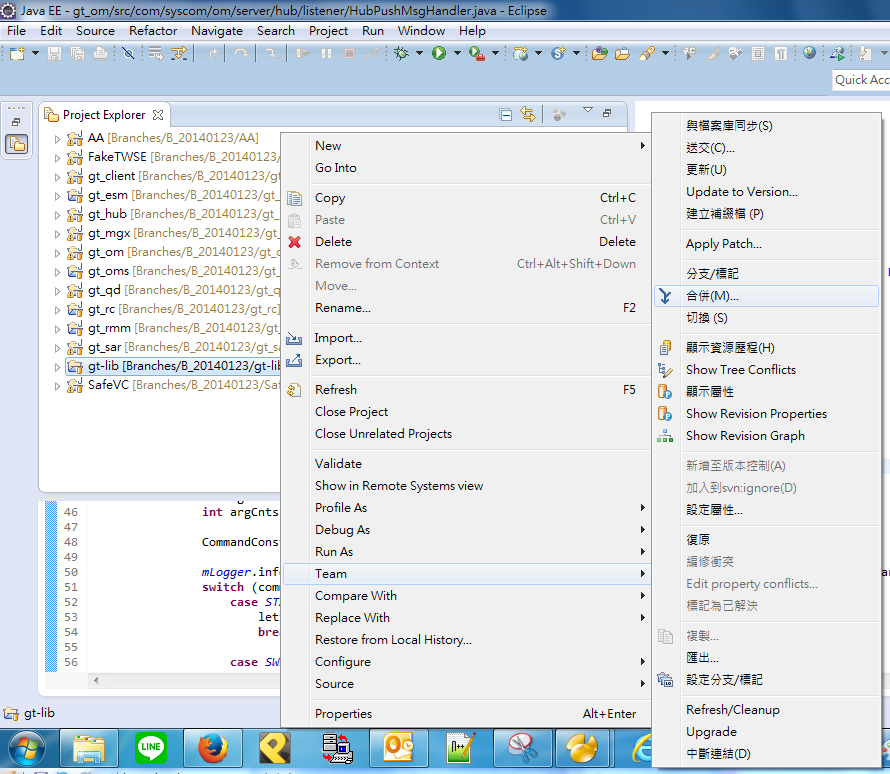 Java EE - gt_om/src/com/syscom/om/server/hub/listener/HubPushMsgHandler.java - Eclipse
File Edit Source Refactor Navigate Search Project Run Window Help
Quick Acc
Project Explorer
AA [Branches/B_20140123/AA]
FakeTWSE [Branches/B_20140123/
gt_client [Branches/B_20140123/gt
gt_esm [Branches/B_20140123/gt_
gt_hub [Branches/B_20140123/gt_
gt_mgx [Branches/B_20140123/gt_
gt_om [Branches/B_20140123/gt_o
gt_oms [Branches/B_20140123/gt_
gt_qd [Branches/B_20140123/gt_q
gt_rc [Branches/B_20140123/gt_rc]
gt_rmm [Branches/B_20140123/gt_
gt_sar [Branches/B_20140123/gt_sa
gt-lib [Branches/B_20140123/gt-lib
SafeVC [Branches/B_20140123/Saf
46 int argCnts
47
48 CommandCons
49
50 mLogger.info
51 switch (com
52 case ST
53 let
54 bre
55
56 case SW
New
Go Into
Copy Ctrl+C
Paste Ctrl+V
Delete Delete
Remove from Context Ctrl+Alt+Shift+Down
Move...
Rename... F2
Import...
Export...
Refresh F5
Close Project
Close Unrelated Projects
Validate
Show in Remote Systems view
Profile As
Debug As
Run As
Team
Compare With
Replace With
Restore from Local History...
Configure
Source
Properties Alt+Enter
與檔案庫同步(S)
送交(C)...
更新(U)
Update to Version...
建立補綴檔 (P)
Apply Patch...
分支/標記
合併(M)...
切換 (S)
顯示資源歷程(H)
Show Tree Conflicts
顯示屬性
Show Revision Properties
Show Revision Graph
新增至版本控制(A)
加入到svn:ignore(D)
設定屬性...
復原
編修衝突
Edit property conflicts...
標記為已解決
複製...
匯出...
設定分支/標記
Refresh/Cleanup
Upgrade
中斷連結(D)
gt-lib
LINE